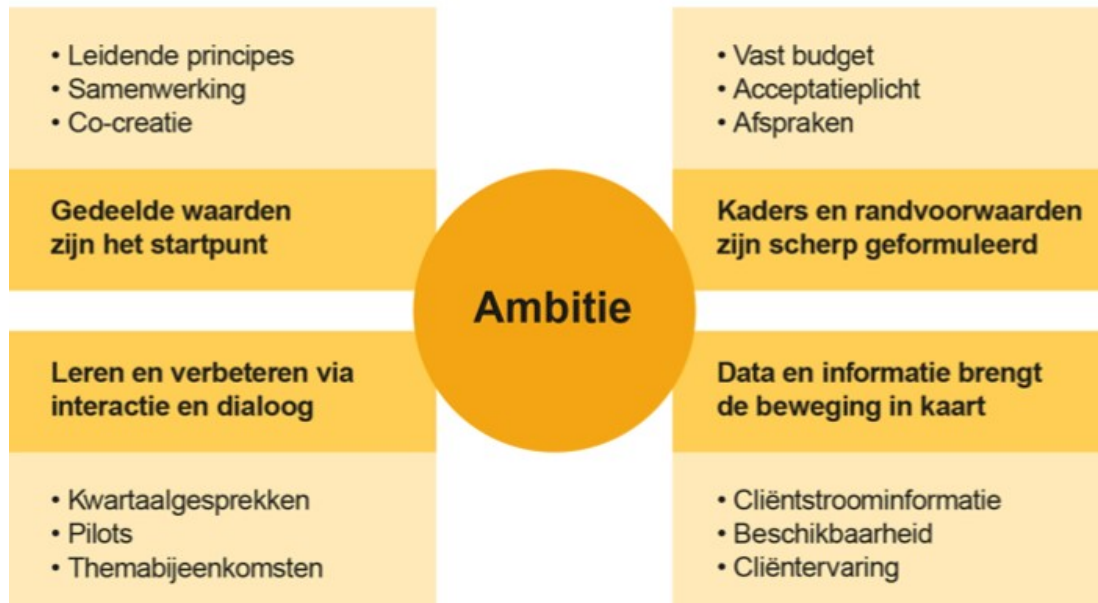 • Leidende principes
• Samenwerking
• Co-creatie
Gedeelde waarden
zijn het startpunt
• Vast budget
• Acceptatieplicht
• Afspraken
Kaders en randvoorwaarden
zijn scherp geformuleerd
Ambitie
Leren en verbeteren via
interactie en dialoog
• Kwartaalgesprekken
• Pilots
• Themabijeenkomsten
Data en informatie brengt
de beweging in kaart
• Cliëntstroominformatie
• Beschikbaarheid
• Cliëntervaring